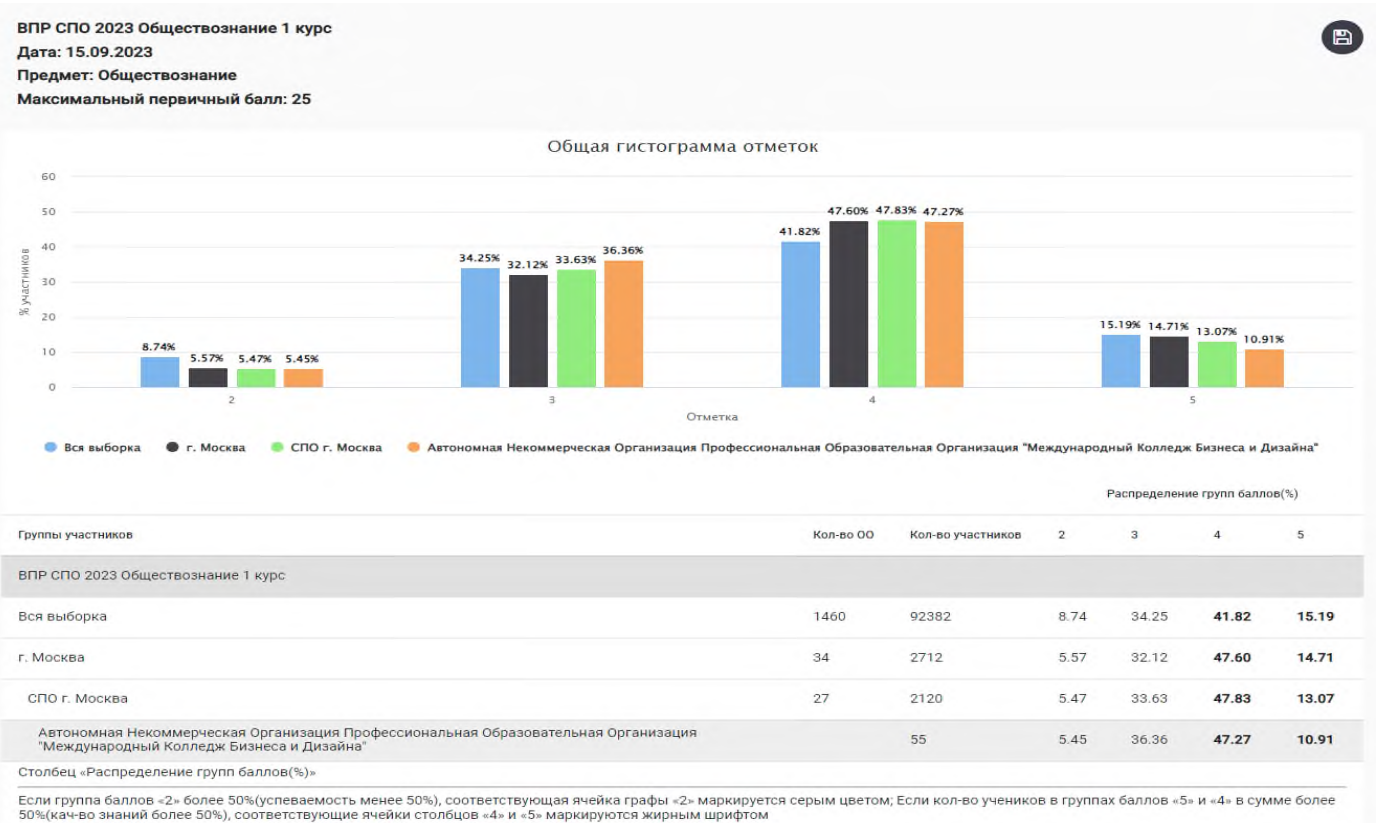 ВПР СПО 2023 Обществознание 1 курс
Дата: 15.09.2023
Предмет: Обществознание
Максимальный первичный балл: 25
Общая гистограмма отметок
% участников
60
50
40
30
20
10
0
8.74% 5.57% 5.47% 5.45%
34.25% 32.12% 33.63% 36.36%
41.82% 47.60% 47.83% 47.27%
15.19% 14.71% 13.07% 10.91%
2 3 4 5
Отметка
Вся выборка г. Москва СПО г. Москва Автономная Некоммерческая Организация Профессиональная Образовательная Организация "Международный Колледж Бизнеса и Дизайна"
Распределение групп баллов(%)
Группы участников Кол-во ОО Кол-во участников 2 3 4 5
ВПР СПО 2023 Обществознание 1 курс
Вся выборка 1460 92382 8.74 34.25 41.82 15.19
г. Москва 34 2712 5.57 32.12 47.60 14.71
СПО г. Москва 27 2120 5.47 33.63 47.83 13.07
Автономная Некоммерческая Организация Профессиональная Образовательная Организация
"Международный Колледж Бизнеса и Дизайна" 55 5.45 36.36 47.27 10.91
Столбец «Распределение групп баллов(%)»
Если группа баллов «2» более 50%(успеваемость менее 50%), соответствующая ячейка графы «2» маркируется серым цветом; Если кол-во учеников в группах баллов «5» и «4» в сумме более
50%(кач-во знаний более 50%), соответствующие ячейки столбцов «4» и «5» маркируются жирным шрифтом